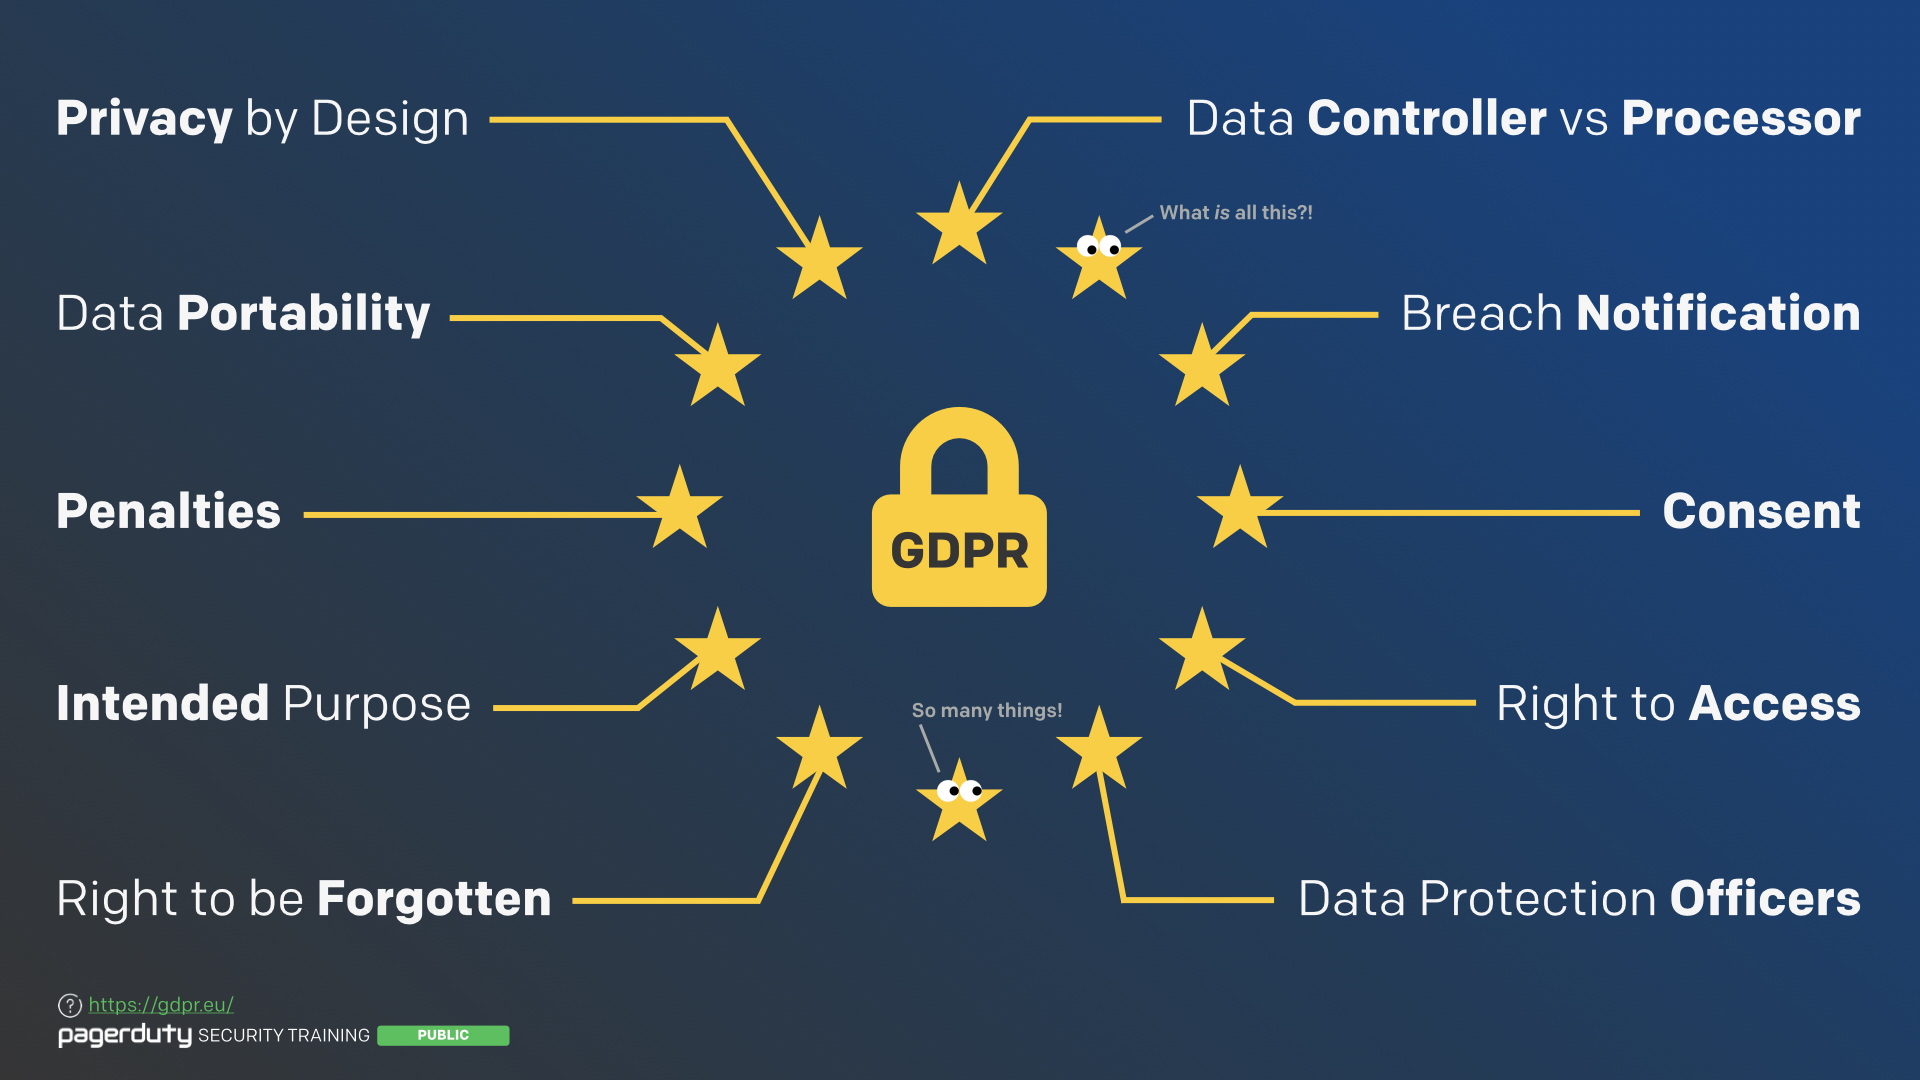 Privacy by Design
Data Controller vs Processor
What is all this?!
Data Portability
Breach Notification
Penalties
GDPR
Consent
Intended Purpose
Right to Access
So many things!
Right to be Forgotten
Data Protection Officers
? https://gdpr.eu/
pagerduty SECURITY TRAINING PUBLIC